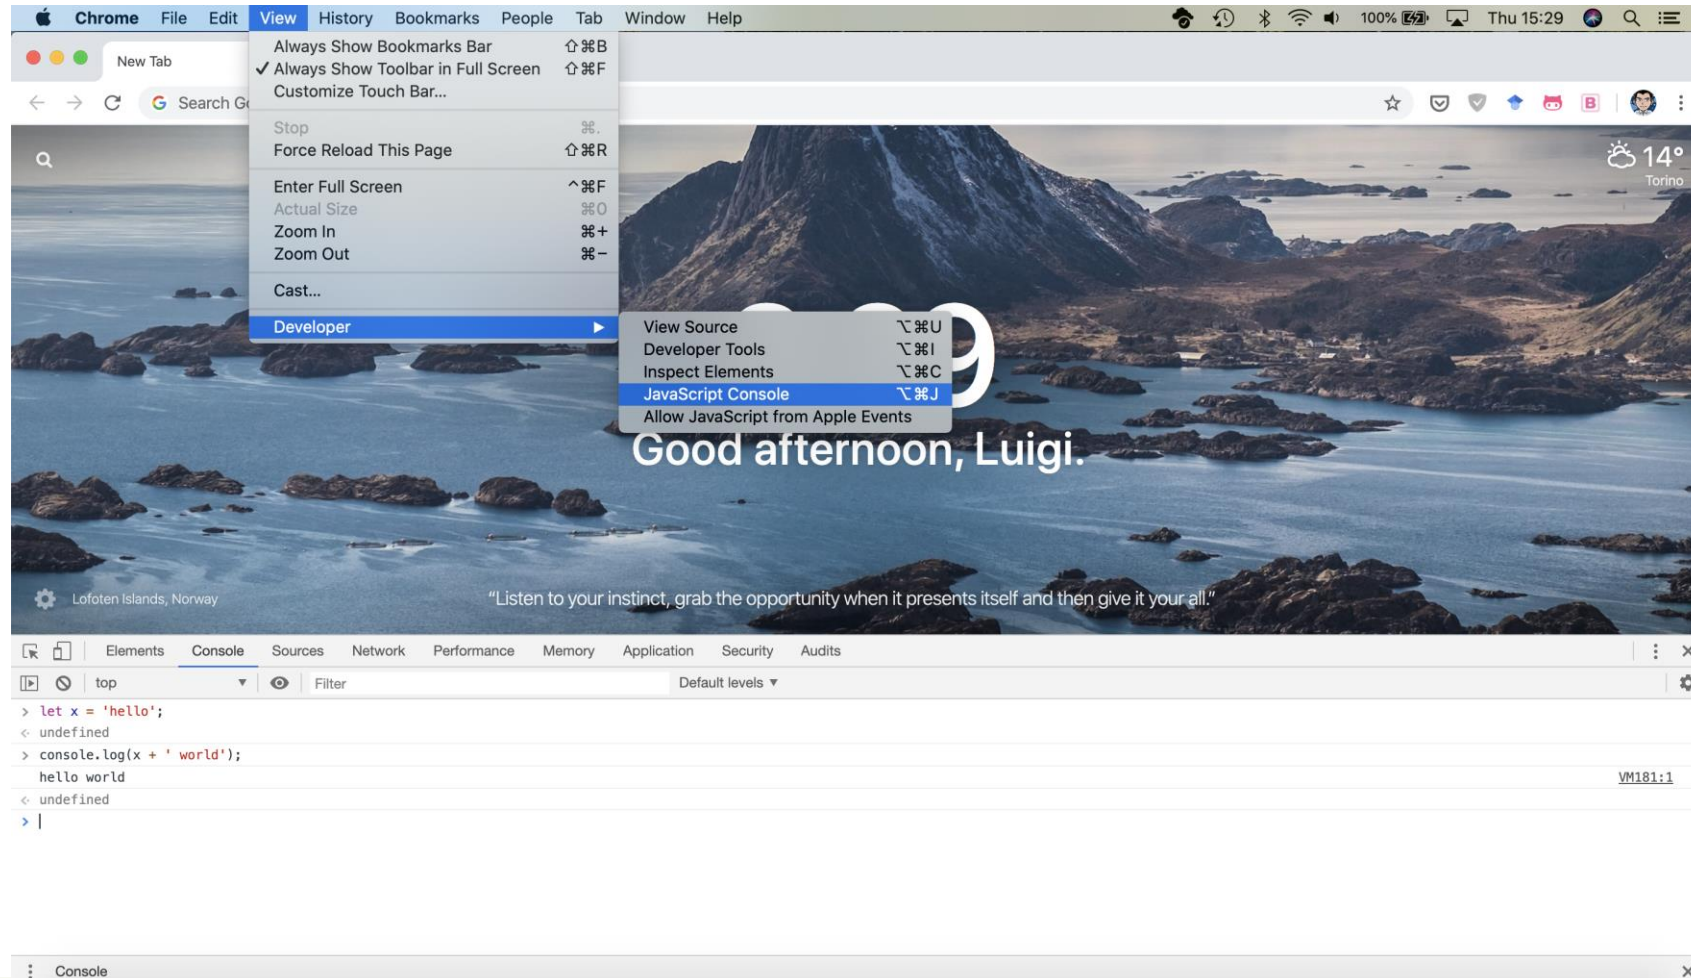 Chrome File Edit View History Bookmarks People Tab Window Help 100% Thu 15:29
New Tab
Always Show Bookmarks Bar ⇧⌘B
✓ Always Show Toolbar in Full Screen ⇧⌘F
Customize Touch Bar...
G Search Go
B
Stop ⌘.
Force Reload This Page ⇧⌘R
14°
Torino
Enter Full Screen ^⌘F
Actual Size ⌘0
Zoom In ⌘+
Zoom Out ⌘−
Cast...
Developer ▶
View Source ⌥⌘U
Developer Tools ⌥⌘I
Inspect Elements ⌥⌘C
JavaScript Console ⌥⌘J
Allow JavaScript from Apple Events
9
Good afternoon, Luigi.
Lofoten Islands, Norway
“Listen to your instinct, grab the opportunity when it presents itself and then give it your all.”
Elements Console Sources Network Performance Memory Application Security Audits
top ▼ Filter Default levels ▼
> let x = 'hello';
<· undefined
> console.log(x + ' world');
hello world VM181:1
<· undefined
>
Console